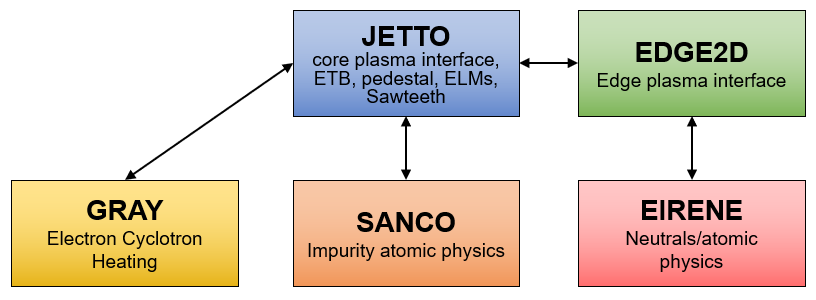 JETTO
core plasma interface,
ETB, pedestal, ELMs,
Sawteeth
EDGE2D
Edge plasma interface
GRAY
Electron Cyclotron
Heating
SANCO
Impurity atomic physics
EIRENE
Neutrals/atomic
physics